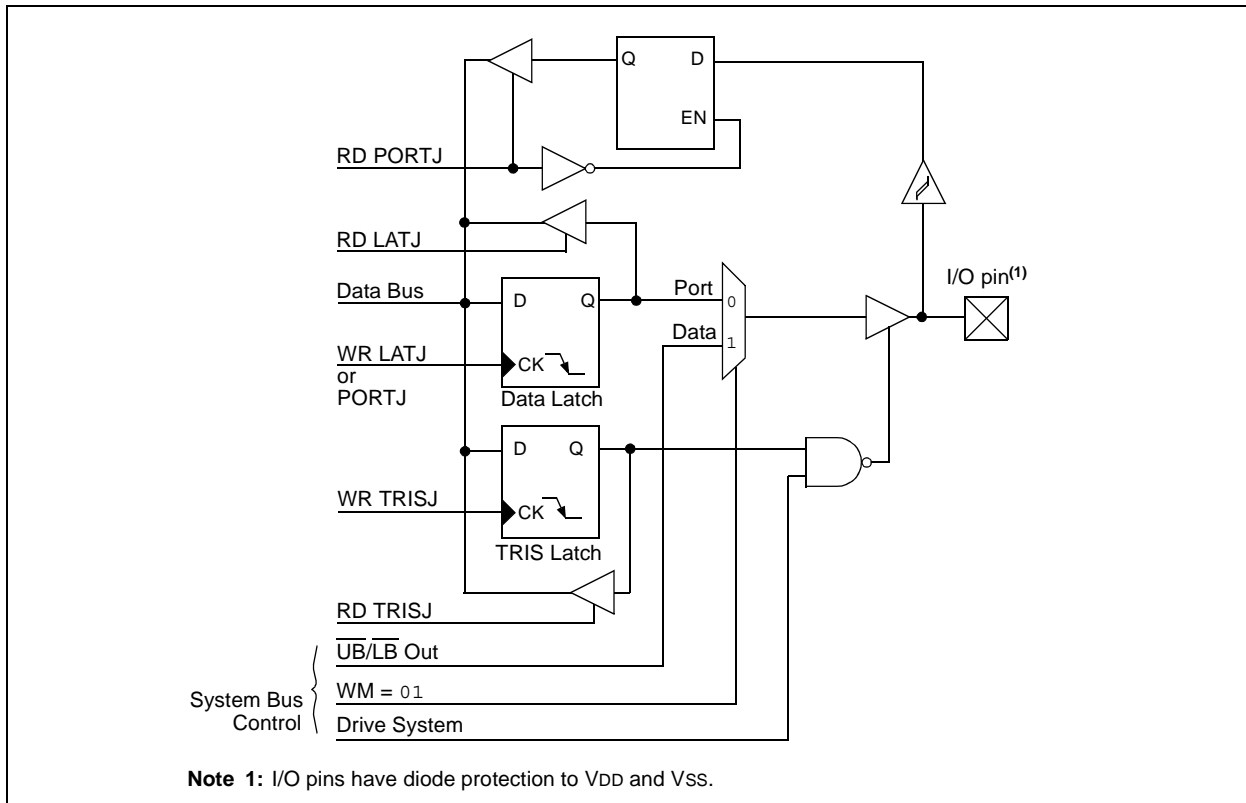 Q D
EN
RD PORTJ
RD LATJ
I/O pin(1)
Data Bus
D Q
Port
0
Data
1
WR LATJ
or
PORTJ
CK
Data Latch
D Q
WR TRISJ
CK
TRIS Latch
RD TRISJ
UB/LB Out
WM = 01
System Bus
Control
Drive System
Note 1: I/O pins have diode protection to VDD and VSS.